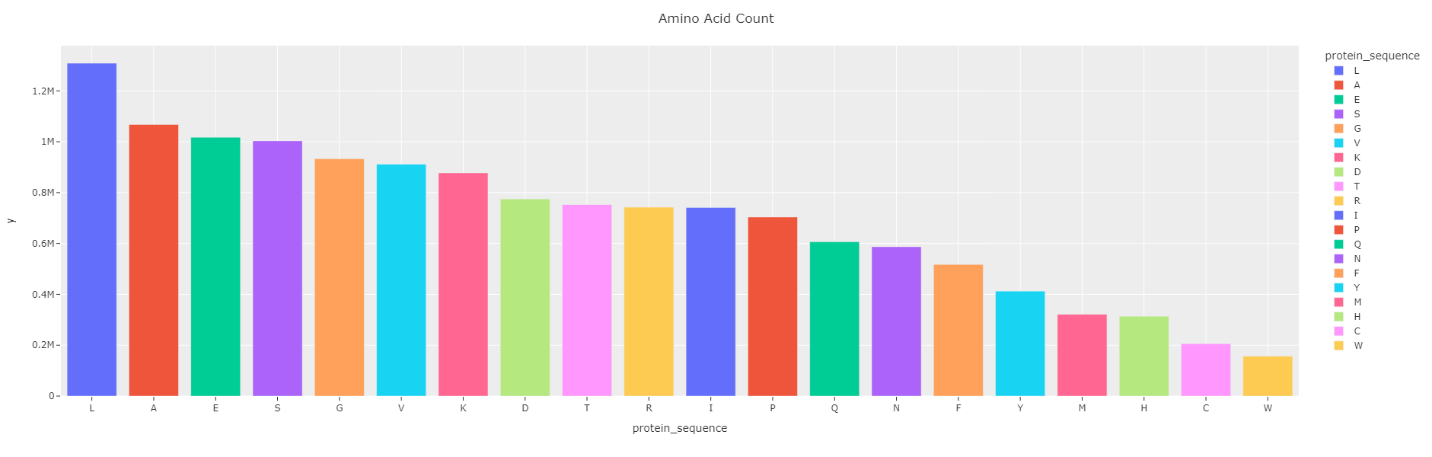 Amino Acid Count
1.2M
1M
0.8M
0.6M
0.4M
0.2M
0
y
L A E S G V K D T R I P Q N F Y M H C W
protein_sequence
protein_sequence
L
A
E
S
G
V
K
D
T
R
I
P
Q
N
F
Y
M
H
C
W